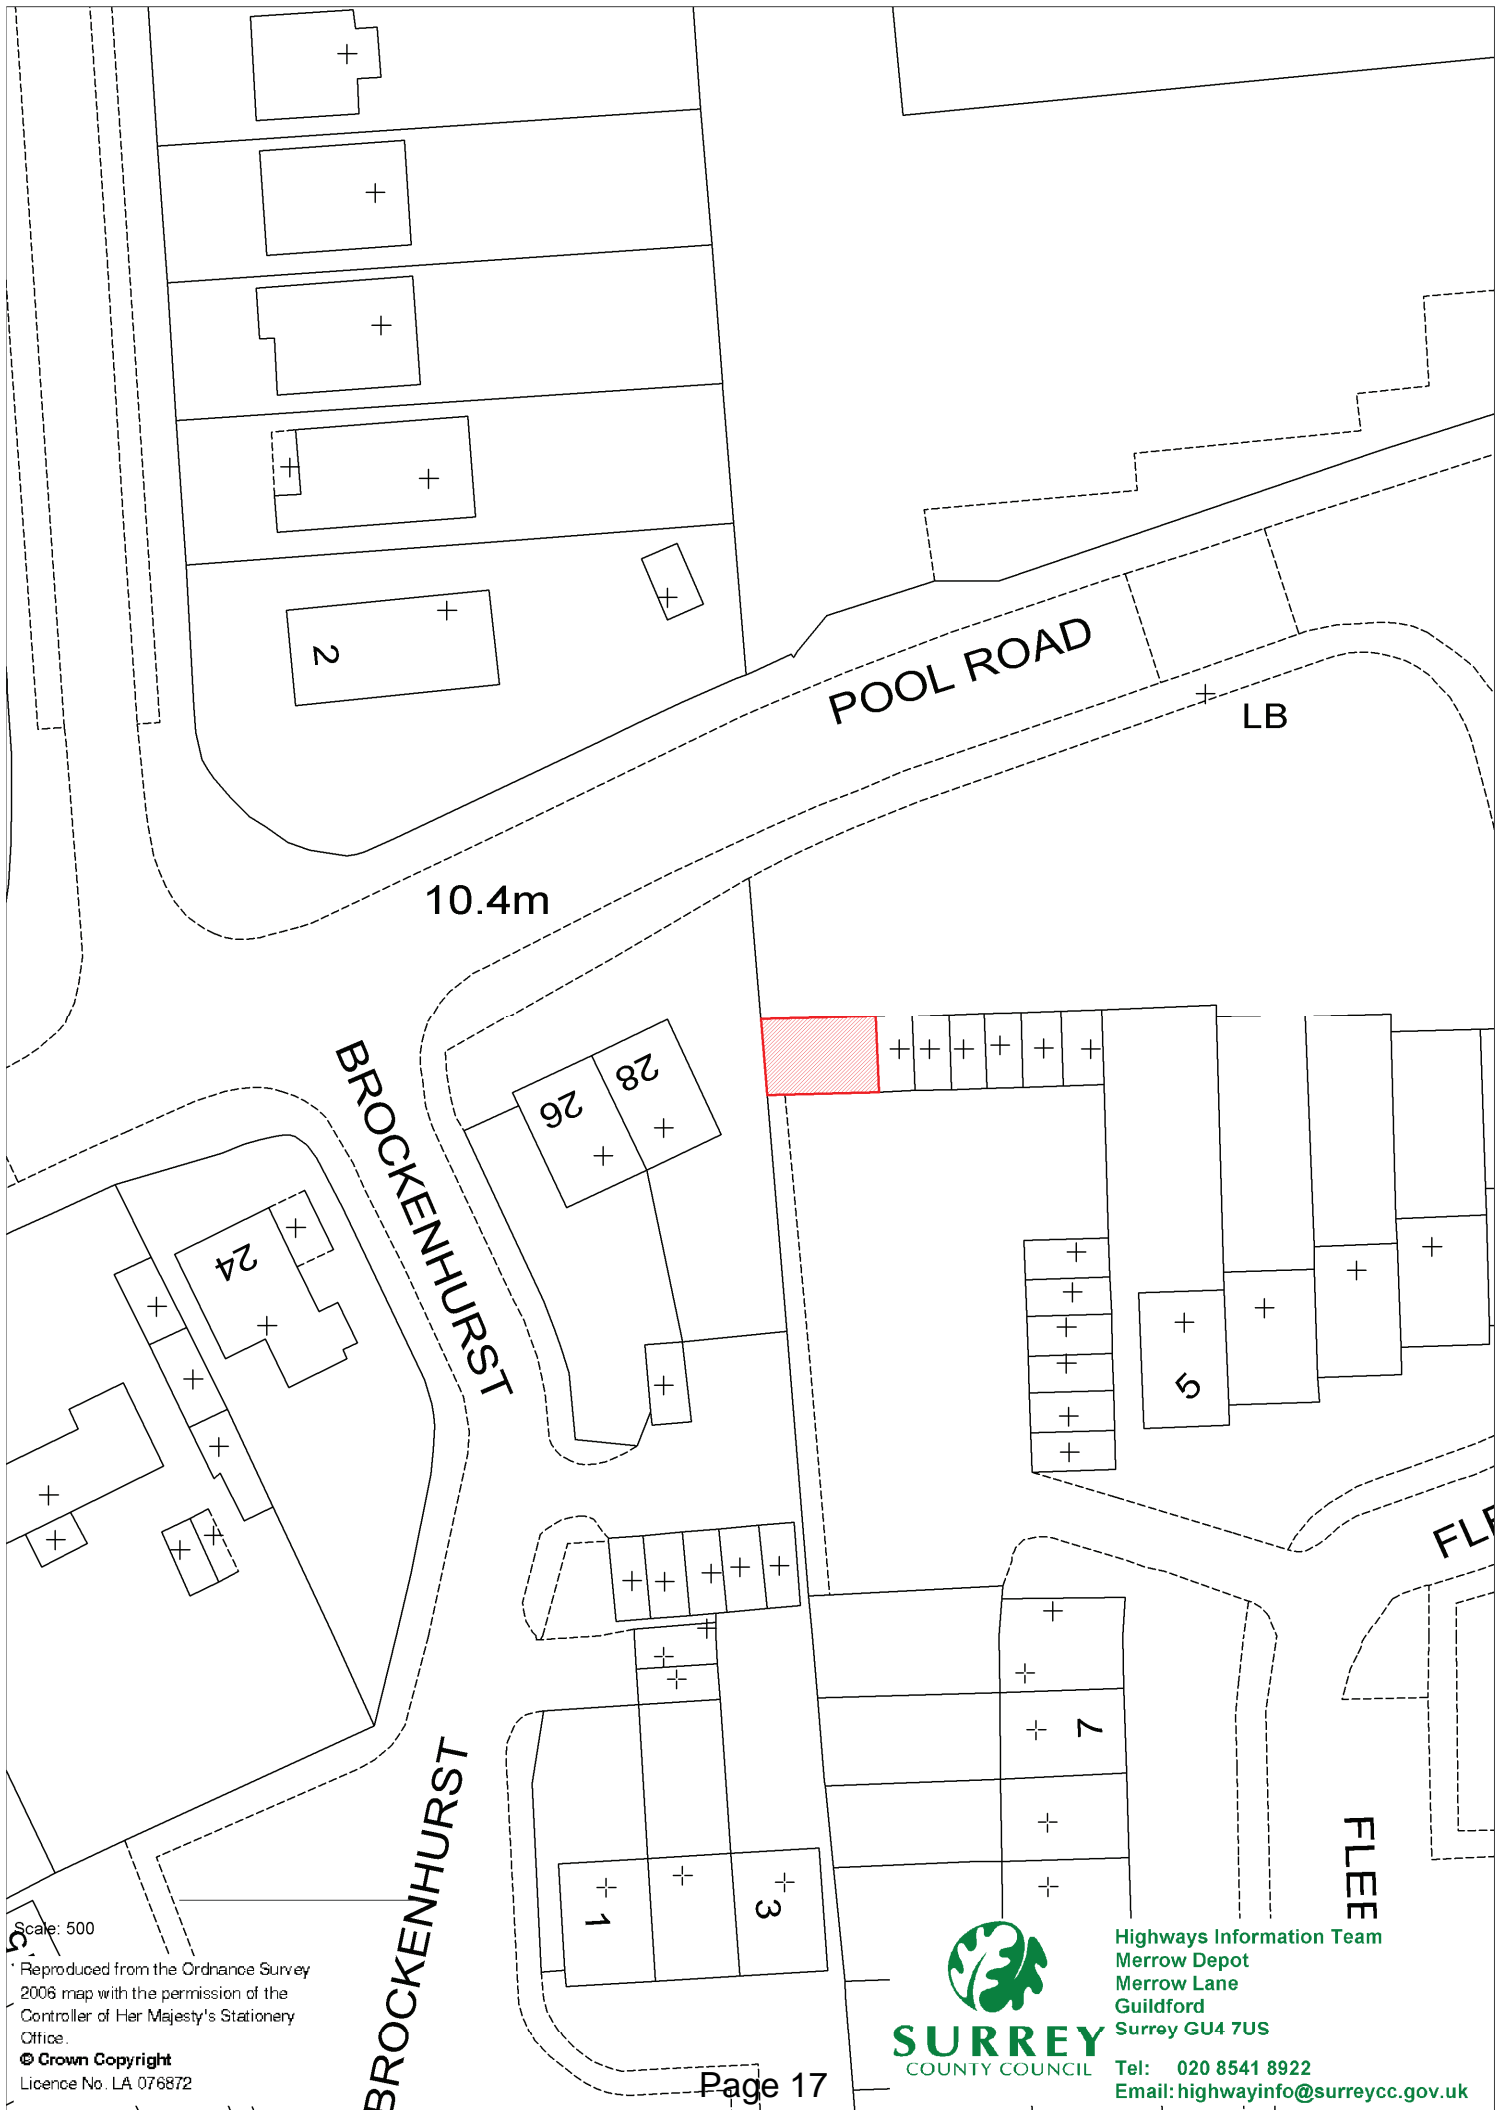 2
POOL ROAD
LB
10.4m
BROCKENHURST
28
26
24
5
FLE
7
BROCKENHURST
1
3
FLEE
Scale: 500
Reproduced from the Ordnance Survey
2006 map with the permission of the
Controller of Her Majesty's Stationery
Office.
© Crown Copyright
Licence No. LA 076872
Page 17
SURREY
COUNTY COUNCIL
Highways Information Team
Merrow Depot
Merrow Lane
Guildford
Surrey GU4 7US
Tel: 020 8541 8922
Email: highwayinfo@surreycc.gov.uk